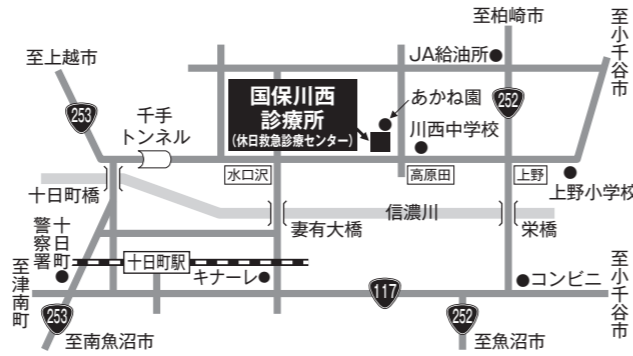 至柏崎市
至小千谷市
至上越市
JA給油所
国保川西
診療所
(休日救急診療センター)
あかね園
253
千手
トンネル
252
川西中学校
水口沢
高原田
上野
上野小学校
十日町橋
信濃川
妻有大橋
栄橋
十日町
警察署
十日町駅
キナーレ
至津南町
117
コンビニ
至小千谷市
253
至南魚沼市
252
至魚沼市